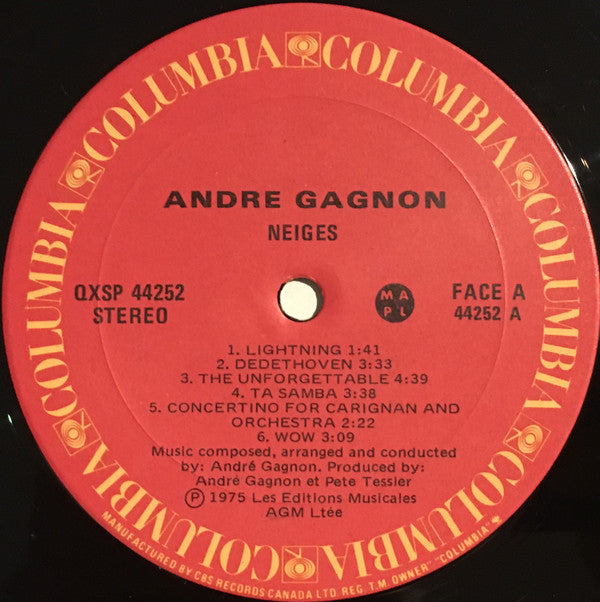 COLUMBIA COLUMBIA COLUMBIA COLUMBIA COLUMBIA COLUMBIA
ANDRE GAGNON
NEIGES
QXSP 44252
STEREO
M A
P L
FACE A
44252 A
1. LIGHTNING 1:41
2. DEDETHOVEN 3:33
3. THE UNFORGETTABLE 4:39
4. TA SAMBA 3:38
5. CONCERTINO FOR CARIGNAN AND
ORCHESTRA 2:22
6. WOW 3:09
Music composed, arranged and conducted
by: André Gagnon. Produced by:
André Gagnon et Pete Tessier
Ⓟ 1975 Les Editions Musicales
AGM Ltée
MANUFACTURED BY CBS RECORDS CANADA LTD. REG. T.M. OWNER "COLUMBIA"